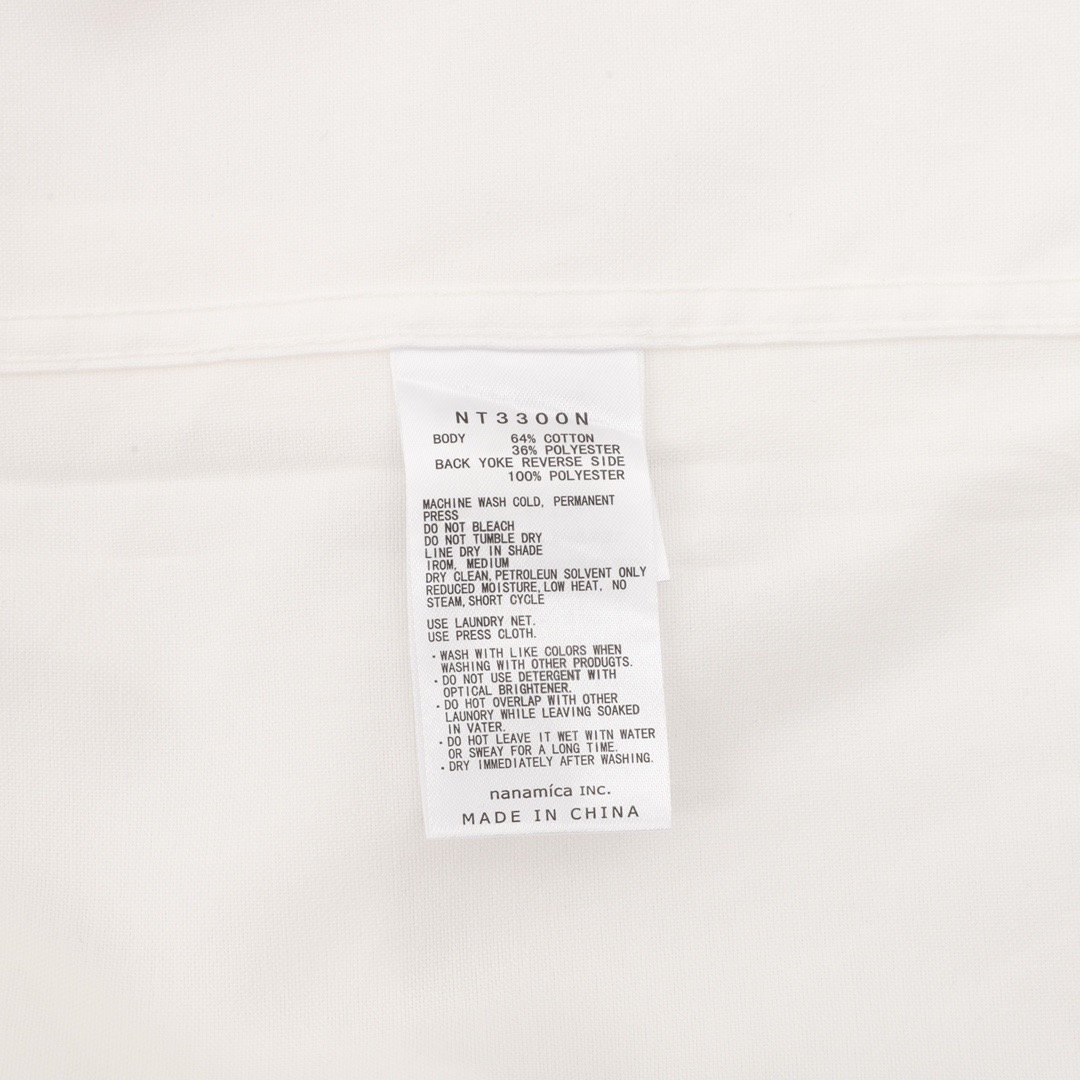 NT3300N
BODY 64% COTTON
36% POLYESTER
BACK YOKE REVERSE SIDE
100% POLYESTER
MACHINE WASH COLD, PERMANENT
PRESS
DO NOT BLEACH
DO NOT TUMBLE DRY
LINE DRY IN SHADE
IROM, MEDIUM
DRY CLEAN, PETROLEUN SOLVENT ONLY
REDUCED MOISTURE, LOW HEAT, NO
STEAM, SHORT CYCLE
USE LAUNDRY NET.
USE PRESS CLOTH.
・WASH WITH LIKE COLORS WHEN
WASHING WITH OTHER PRODUGTS.
・DO NOT USE DETERGENT WITH
OPTICAL BRIGHTENER.
・DO HOT OVERLAP WITH OTHER
LAUNORY WHILE LEAVING SOAKED
IN VATER.
・DO HOT LEAVE IT WET WITN WATER
OR SWEAY FOR A LONG TIME.
・DRY IMMEDIATELY AFTER WASHING.
nanamica INC.
MADE IN CHINA